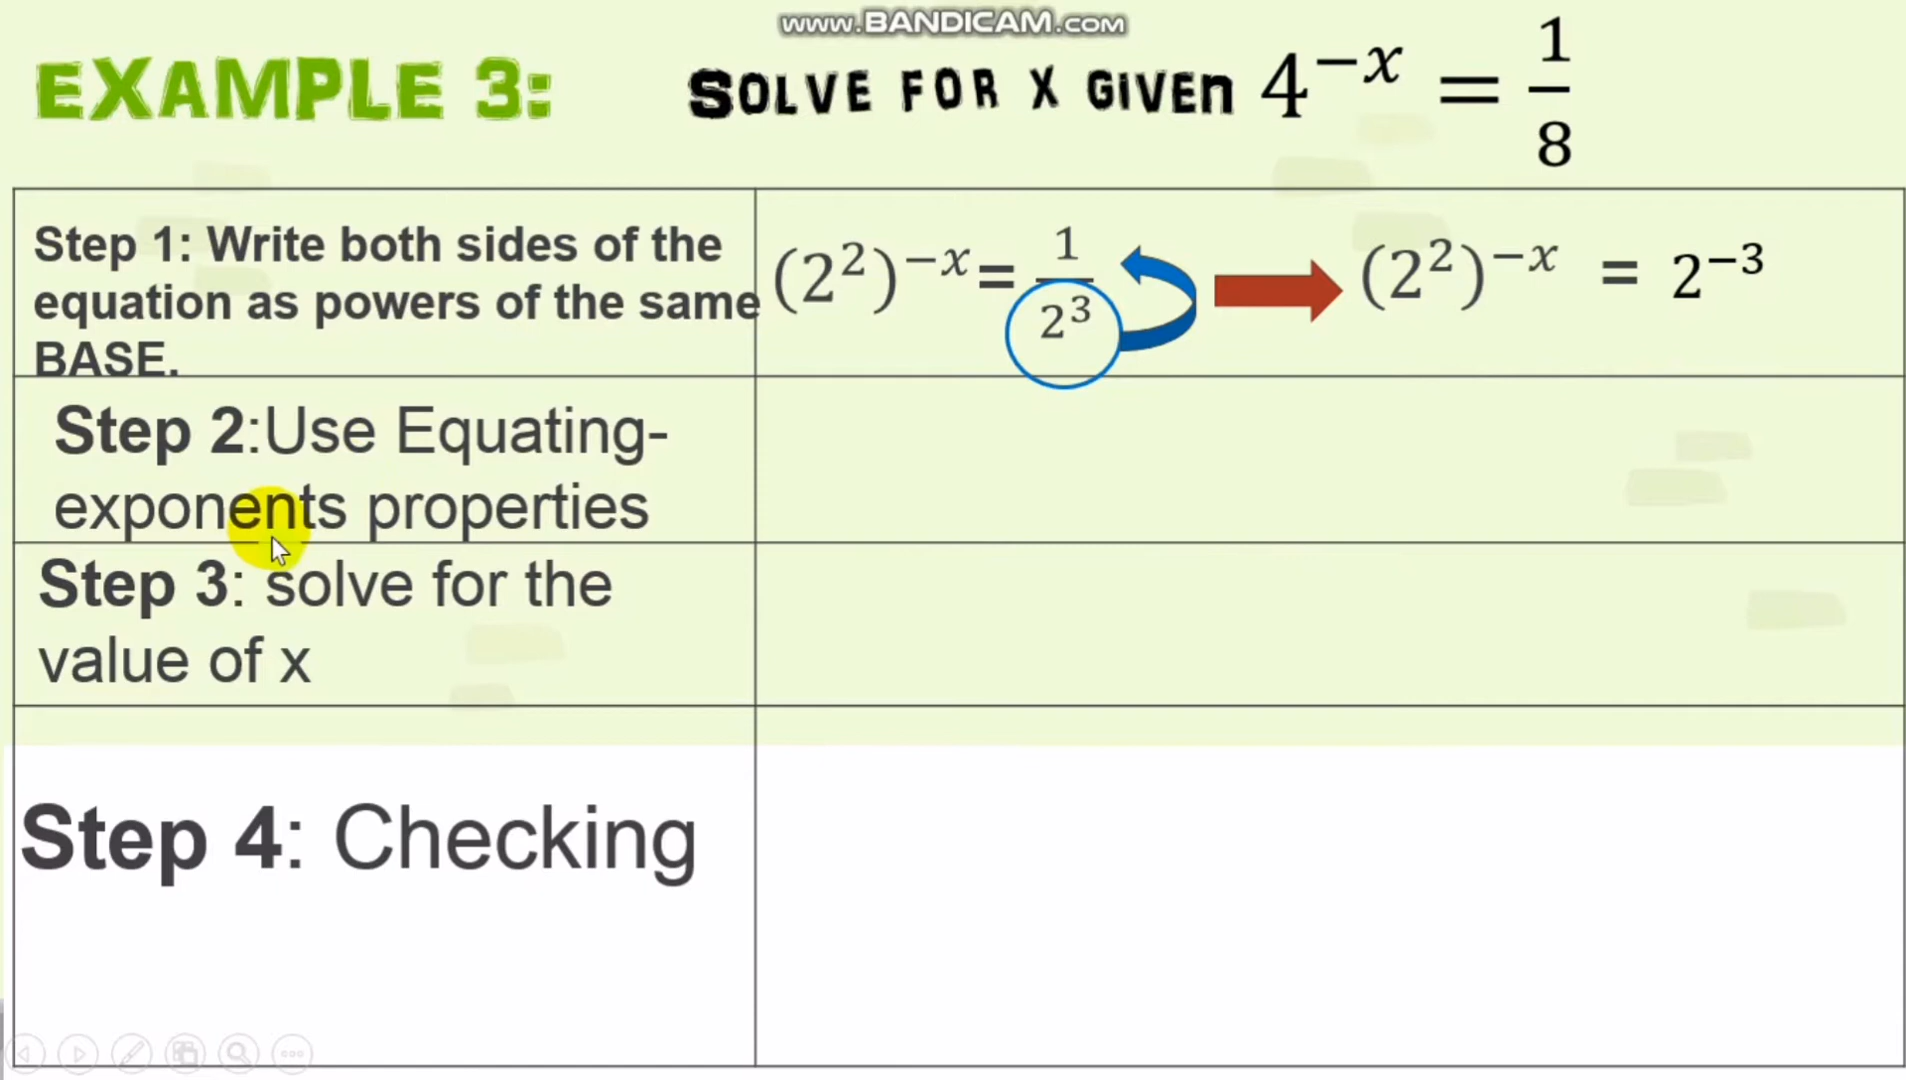 www.BANDICAM.com
EXAMPLE 3: SOLVE FOR X GIVEN 4^{-x} = \frac{1}{8}
Step 1: Write both sides of the
equation as powers of the same
BASE.
(2^2)^{-x} = \frac{1}{2^3} (2^2)^{-x} = 2^{-3}
Step 2:Use Equating-
exponents properties
Step 3: solve for the
value of x
Step 4: Checking